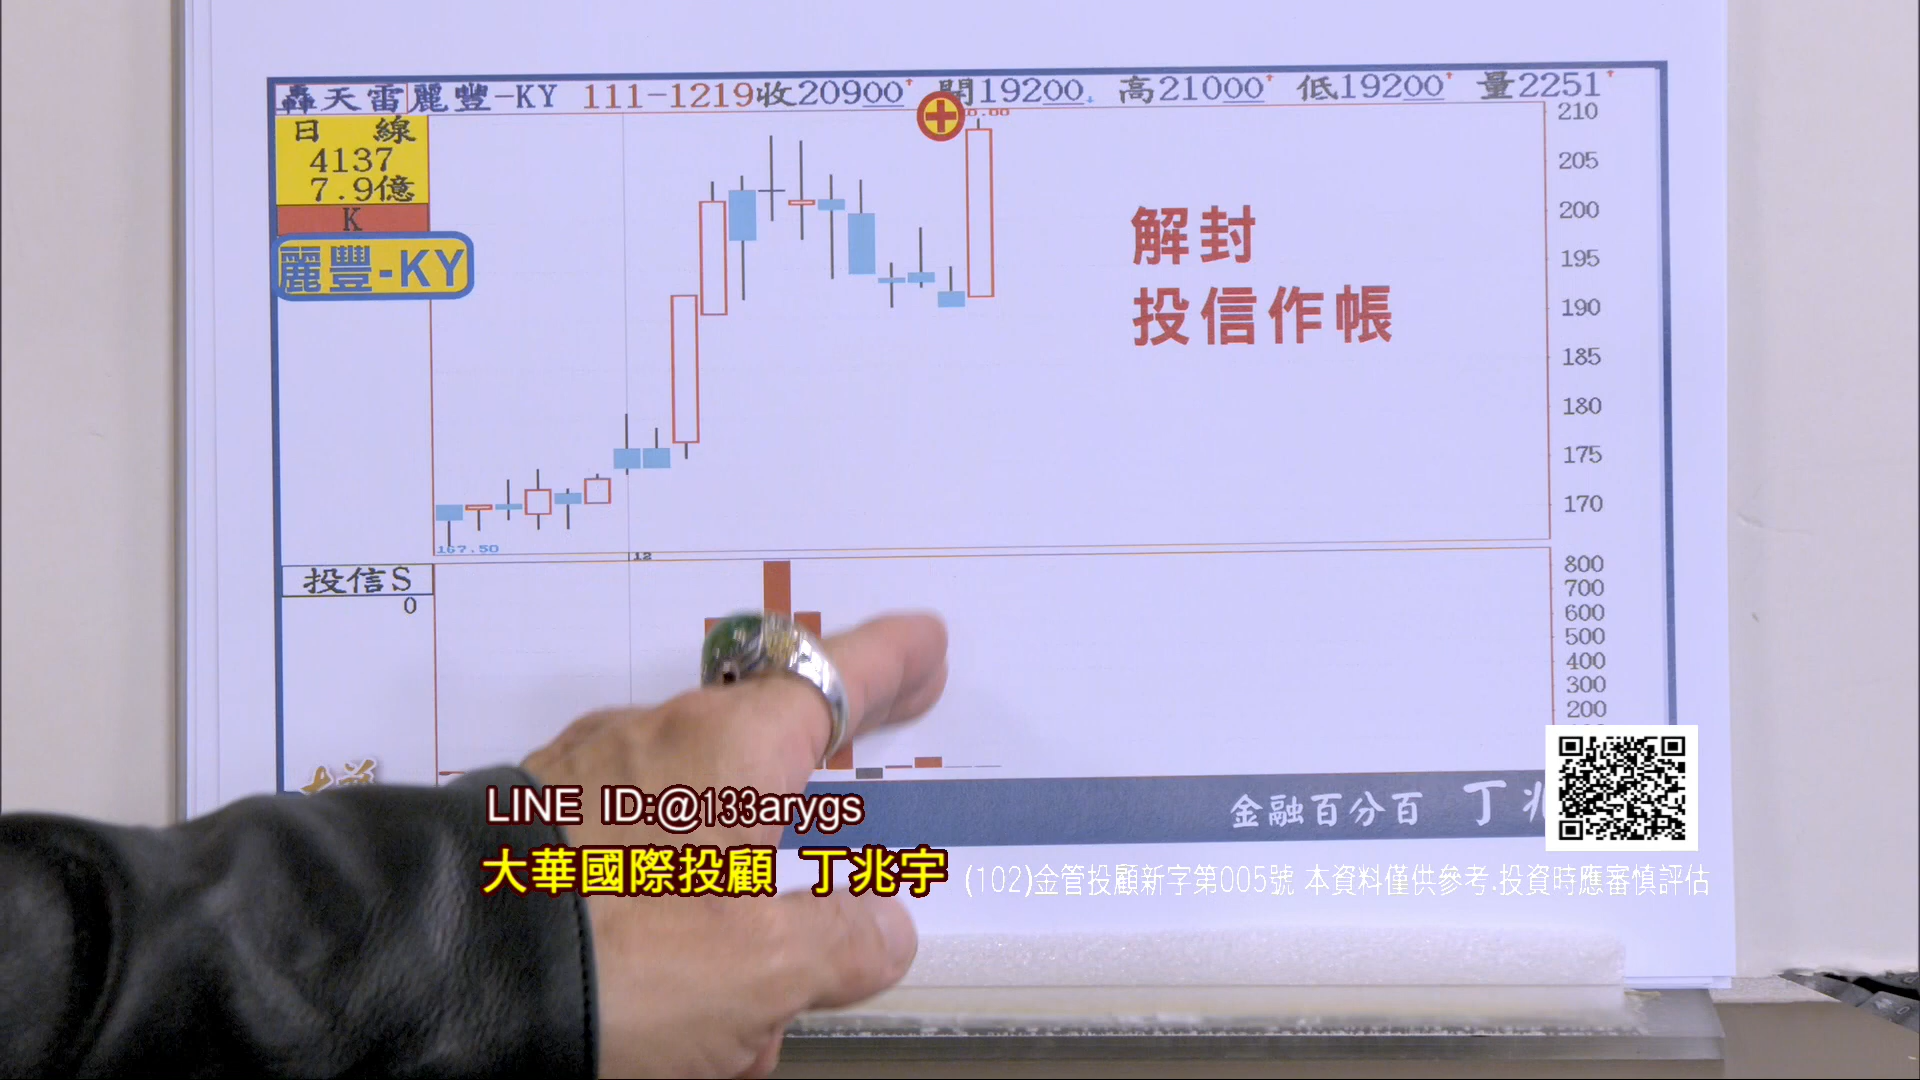 轟天雷麗豐-KY 111-1219收20900↑ 開19200↓ 高21000↑ 低19200↑ 量2251↑
日 線
4137
7.9億
K
麗豐-KY
解封
投信作帳
210
205
200
195
190
185
180
175
170
167.50
12
投信S
0
800
700
600
500
400
300
200
LINE ID:@133arygs
金融百分百 丁兆
大華國際投顧 丁兆宇 (102)金管投顧新字第005號 本資料僅供參考.投資時應審慎評估